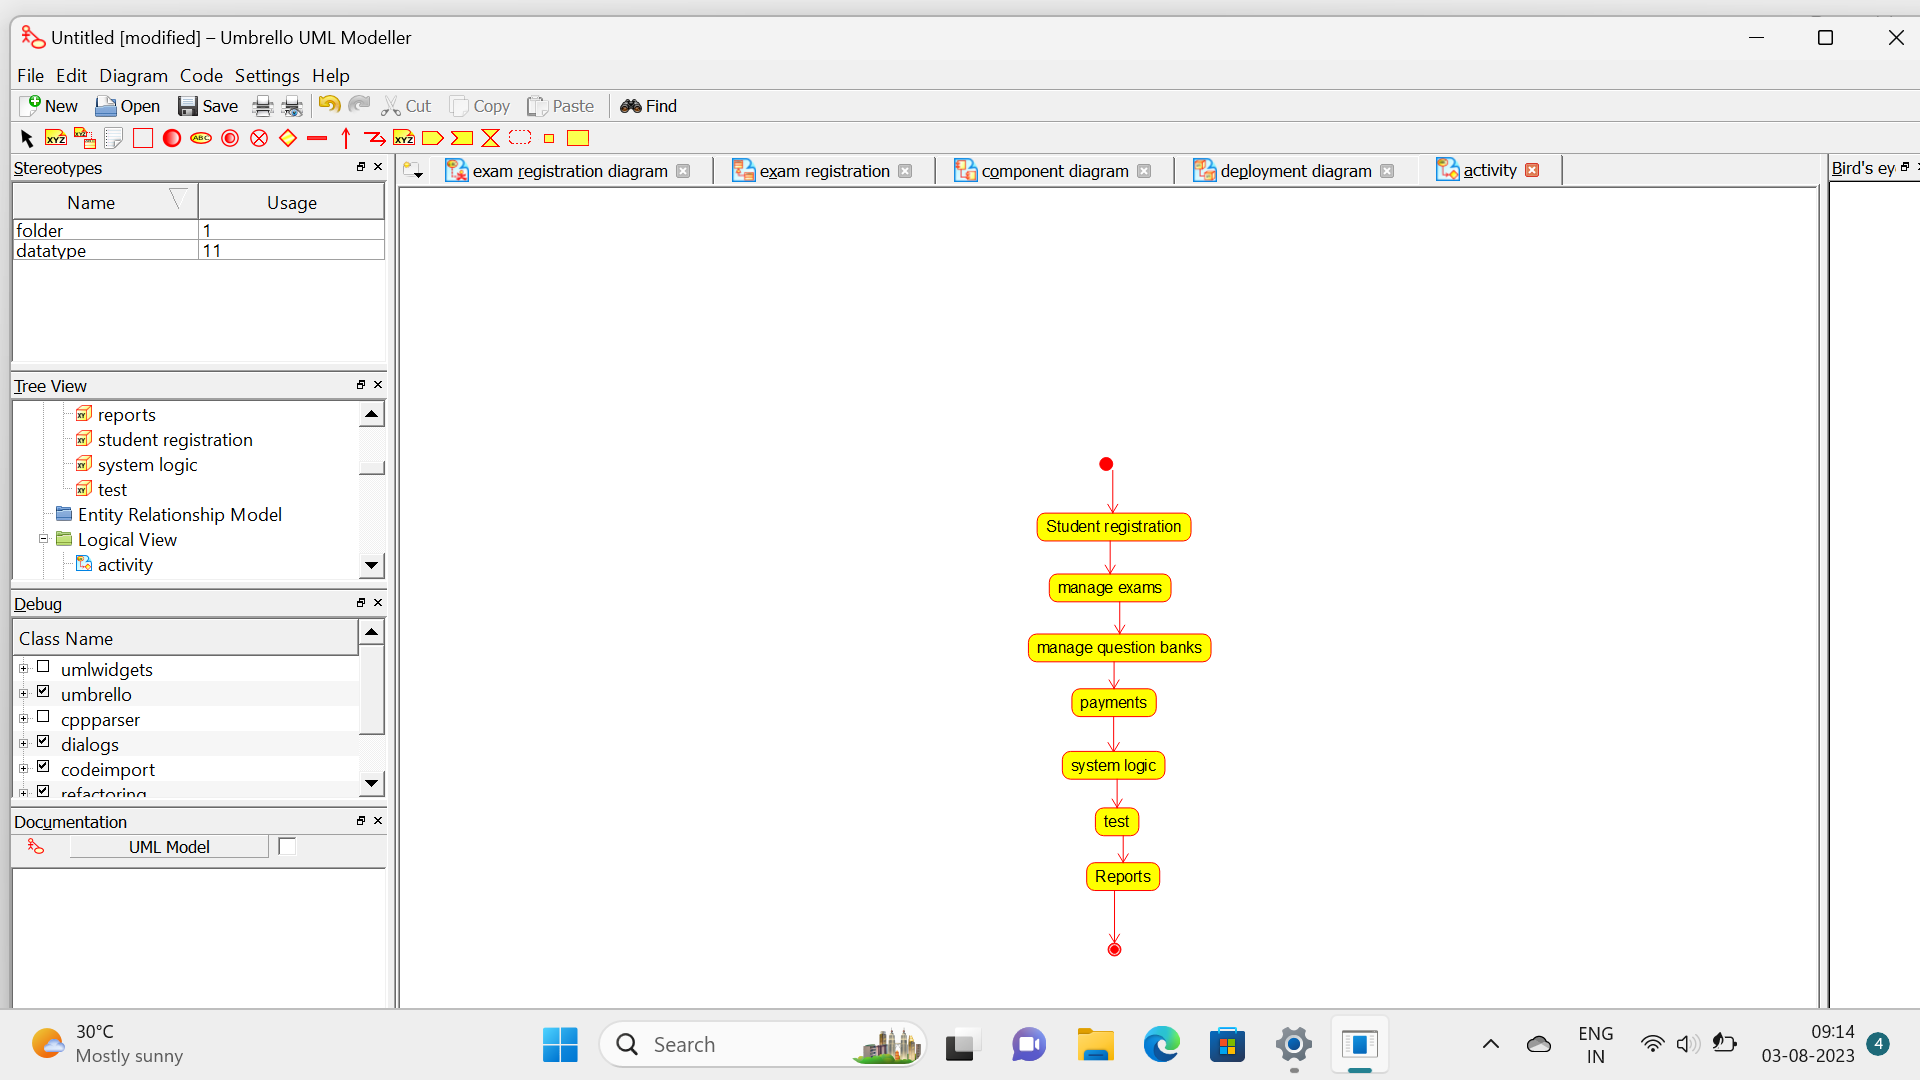 Untitled [modified] – Umbrello UML Modeller
File Edit Diagram Code Settings Help
New Open Save Cut Copy Paste Find
XYZ XYZ ABC XYZ
Stereotypes
exam registration diagram
exam registration
component diagram
deployment diagram
activity
Bird's ey
Name Usage
folder 1
datatype 11
Tree View
reports
student registration
system logic
test
Entity Relationship Model
Logical View
activity
Debug
Class Name
umlwidgets
umbrello
cppparser
dialogs
codeimport
refactoring
Documentation
UML Model
Student registration
manage exams
manage question banks
payments
system logic
test
Reports
30°C
Mostly sunny
Search
ENG
IN
09:14
03-08-2023
4